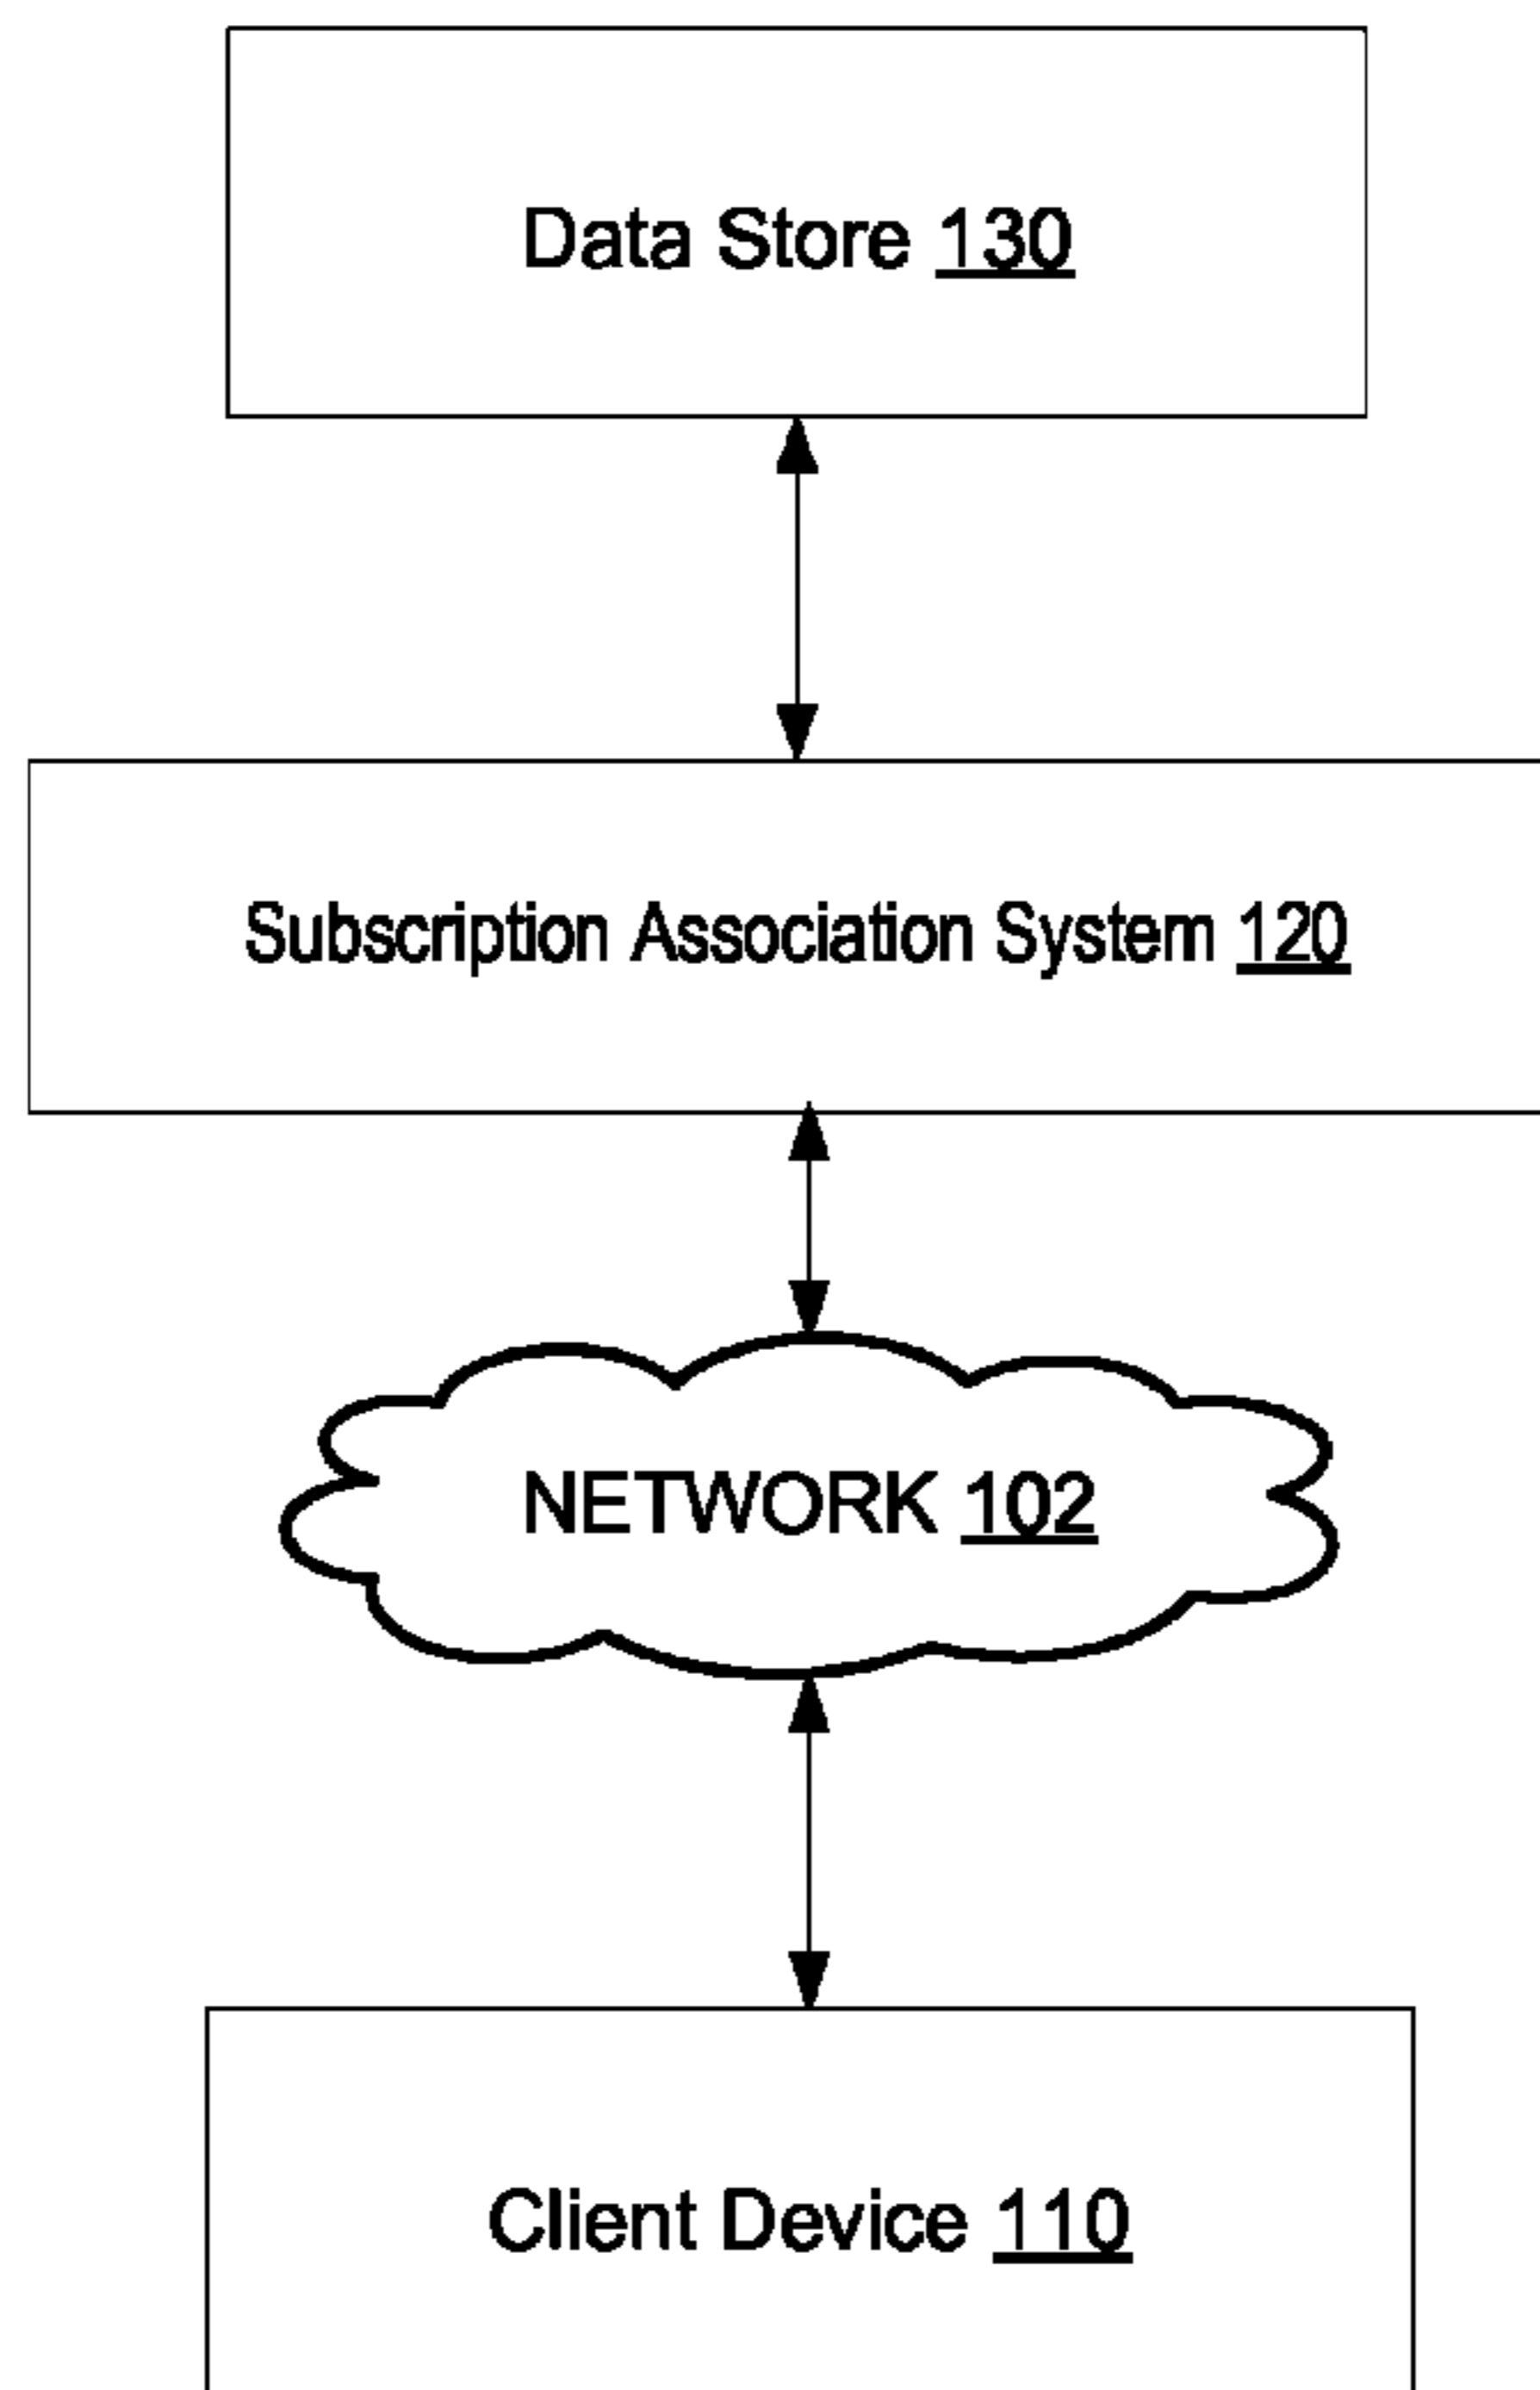 Data Store 130
Subscription Association System 120
NETWORK 102
Client Device 110